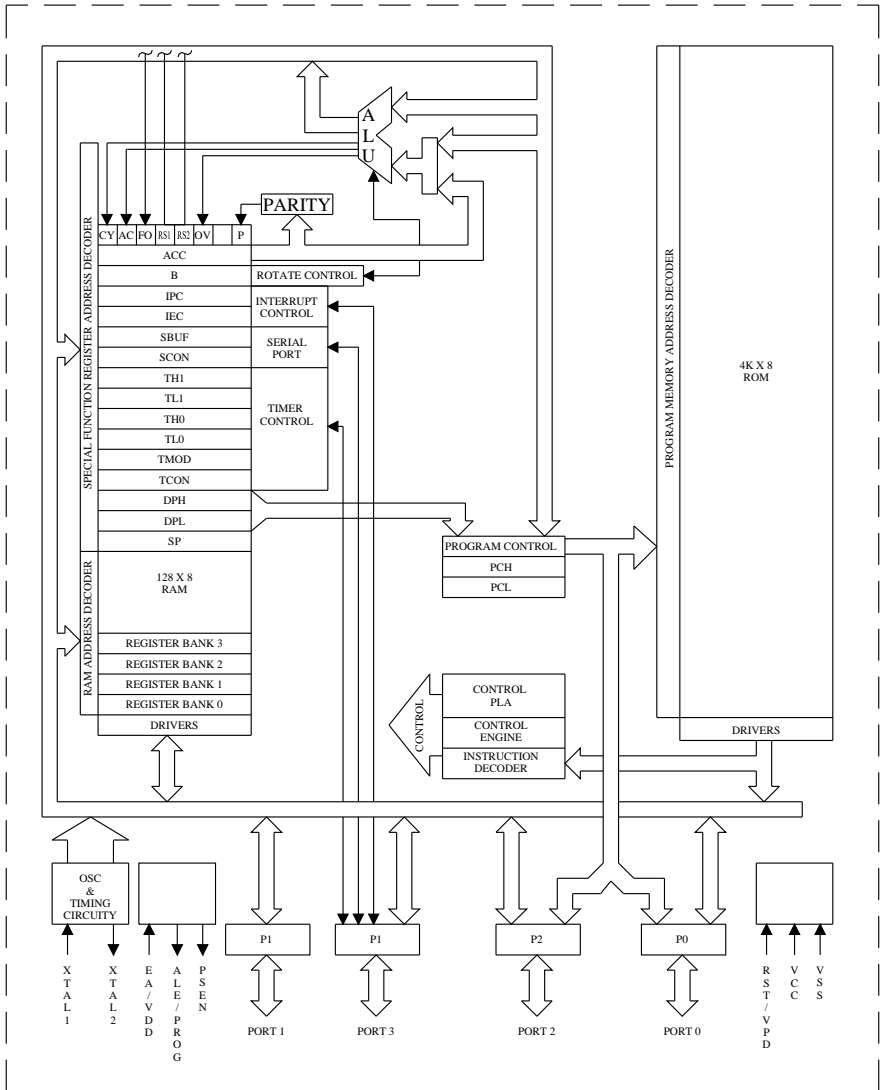 A
L
U
PARITY
CY AC FO RS1 RS2 OV P
ACC
B
ROTATE CONTROL
IPC
IEC
INTERRUPT
CONTROL
SBUF
SCON
SERIAL
PORT
TH1
TL1
TH0
TL0
TMOD
TCON
TIMER
CONTROL
DPH
DPL
SP
SPECIAL FUNCTION REGISTER ADDRESS DECODER
128 X 8
RAM
REGISTER BANK 3
REGISTER BANK 2
REGISTER BANK 1
REGISTER BANK 0
DRIVERS
RAM ADDRESS DECODER
PROGRAM CONTROL
PCH
PCL
CONTROL
CONTROL
PLA
CONTROL
ENGINE
INSTRUCTION
DECODER
PROGRAM MEMORY ADDRESS DECODER
4K X 8
ROM
DRIVERS
OSC
&
TIMING
CIRCUITY
P1
P1
P2
P0
XTAL1
XTAL2
EA/VDD
ALE/PROG
PSEN
PORT 1
PORT 3
PORT 2
PORT 0
RST/VPD
VCC
VSS